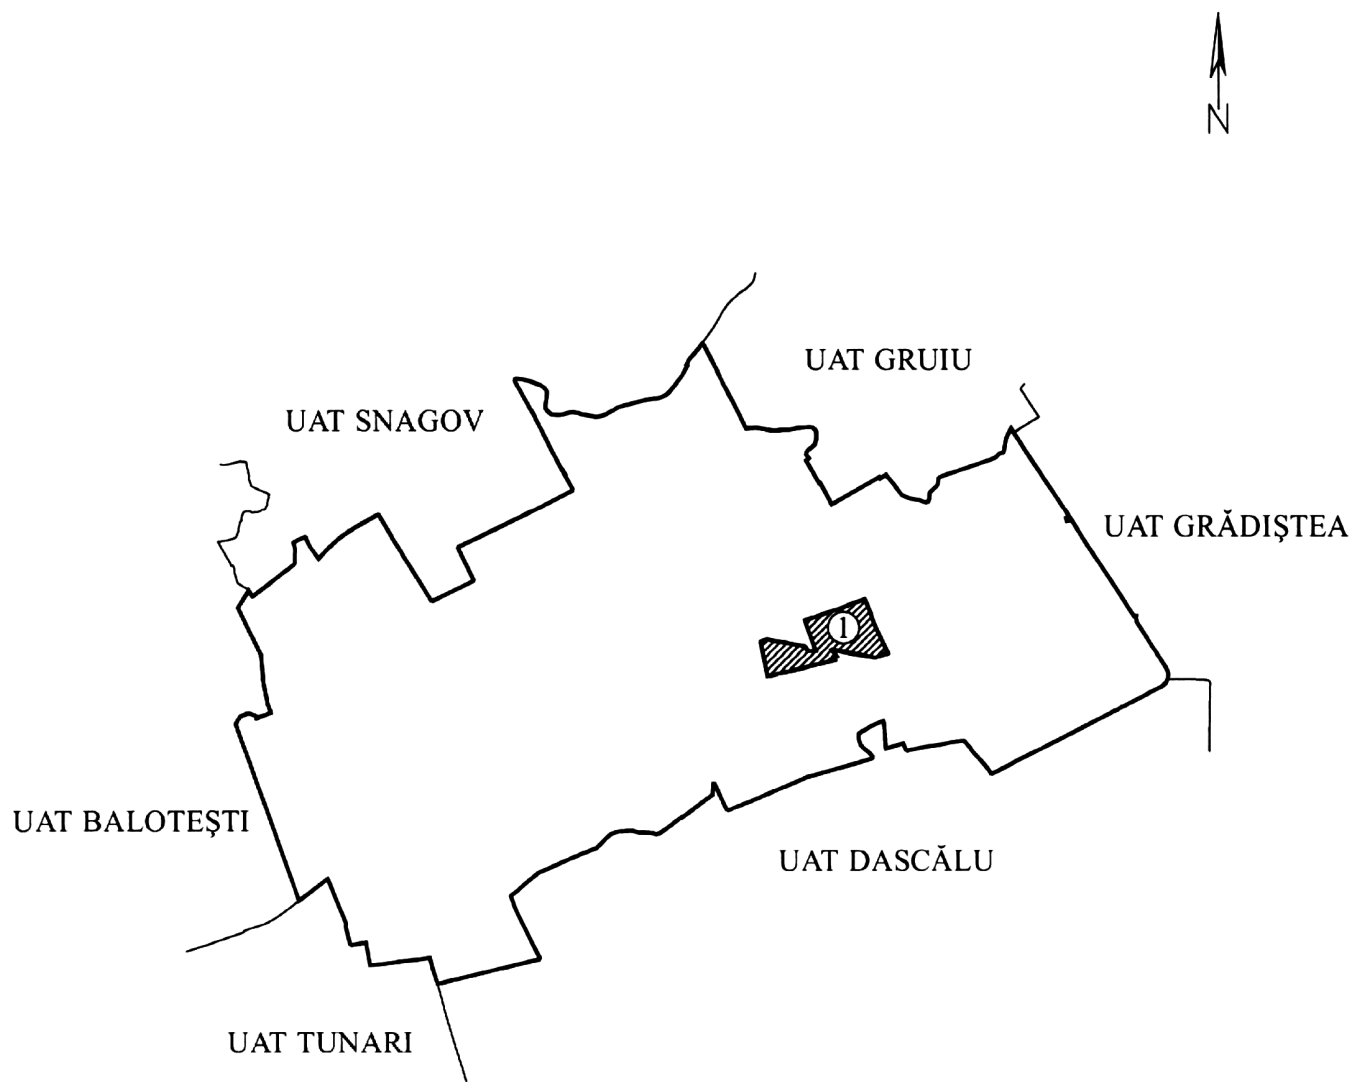 N
UAT GRUIU
UAT SNAGOV
UAT GRĂDIŞTEA
1
UAT BALOTEŞTI
UAT DASCĂLU
UAT TUNARI